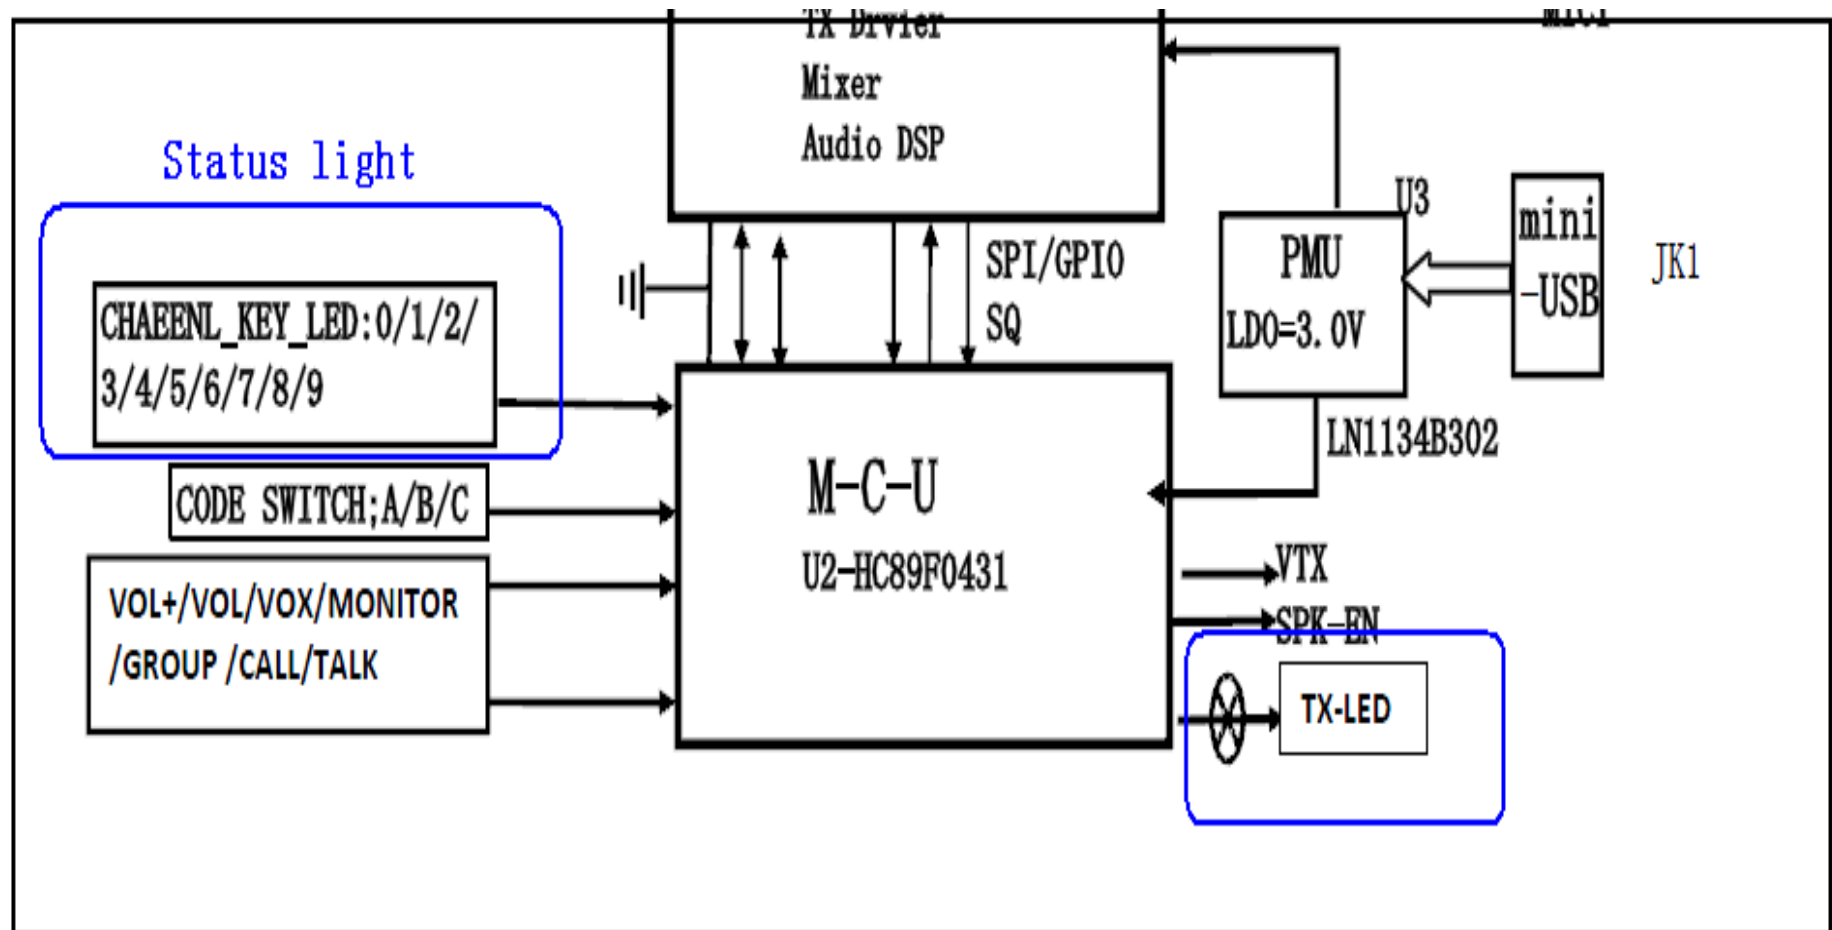 TX Drvier
Mixer
Audio DSP
Status light
U3
mini
-USB
JK1
PMU
LDO=3.0V
SPI/GPIO
SQ
CHAEENL_KEY_LED:0/1/2/
3/4/5/6/7/8/9
LN1134B302
M-C-U
U2-HC89F0431
CODE SWITCH;A/B/C
VOL+/VOL/VOX/MONITOR
/GROUP /CALL/TALK
VTX
SPK-EN
TX-LED